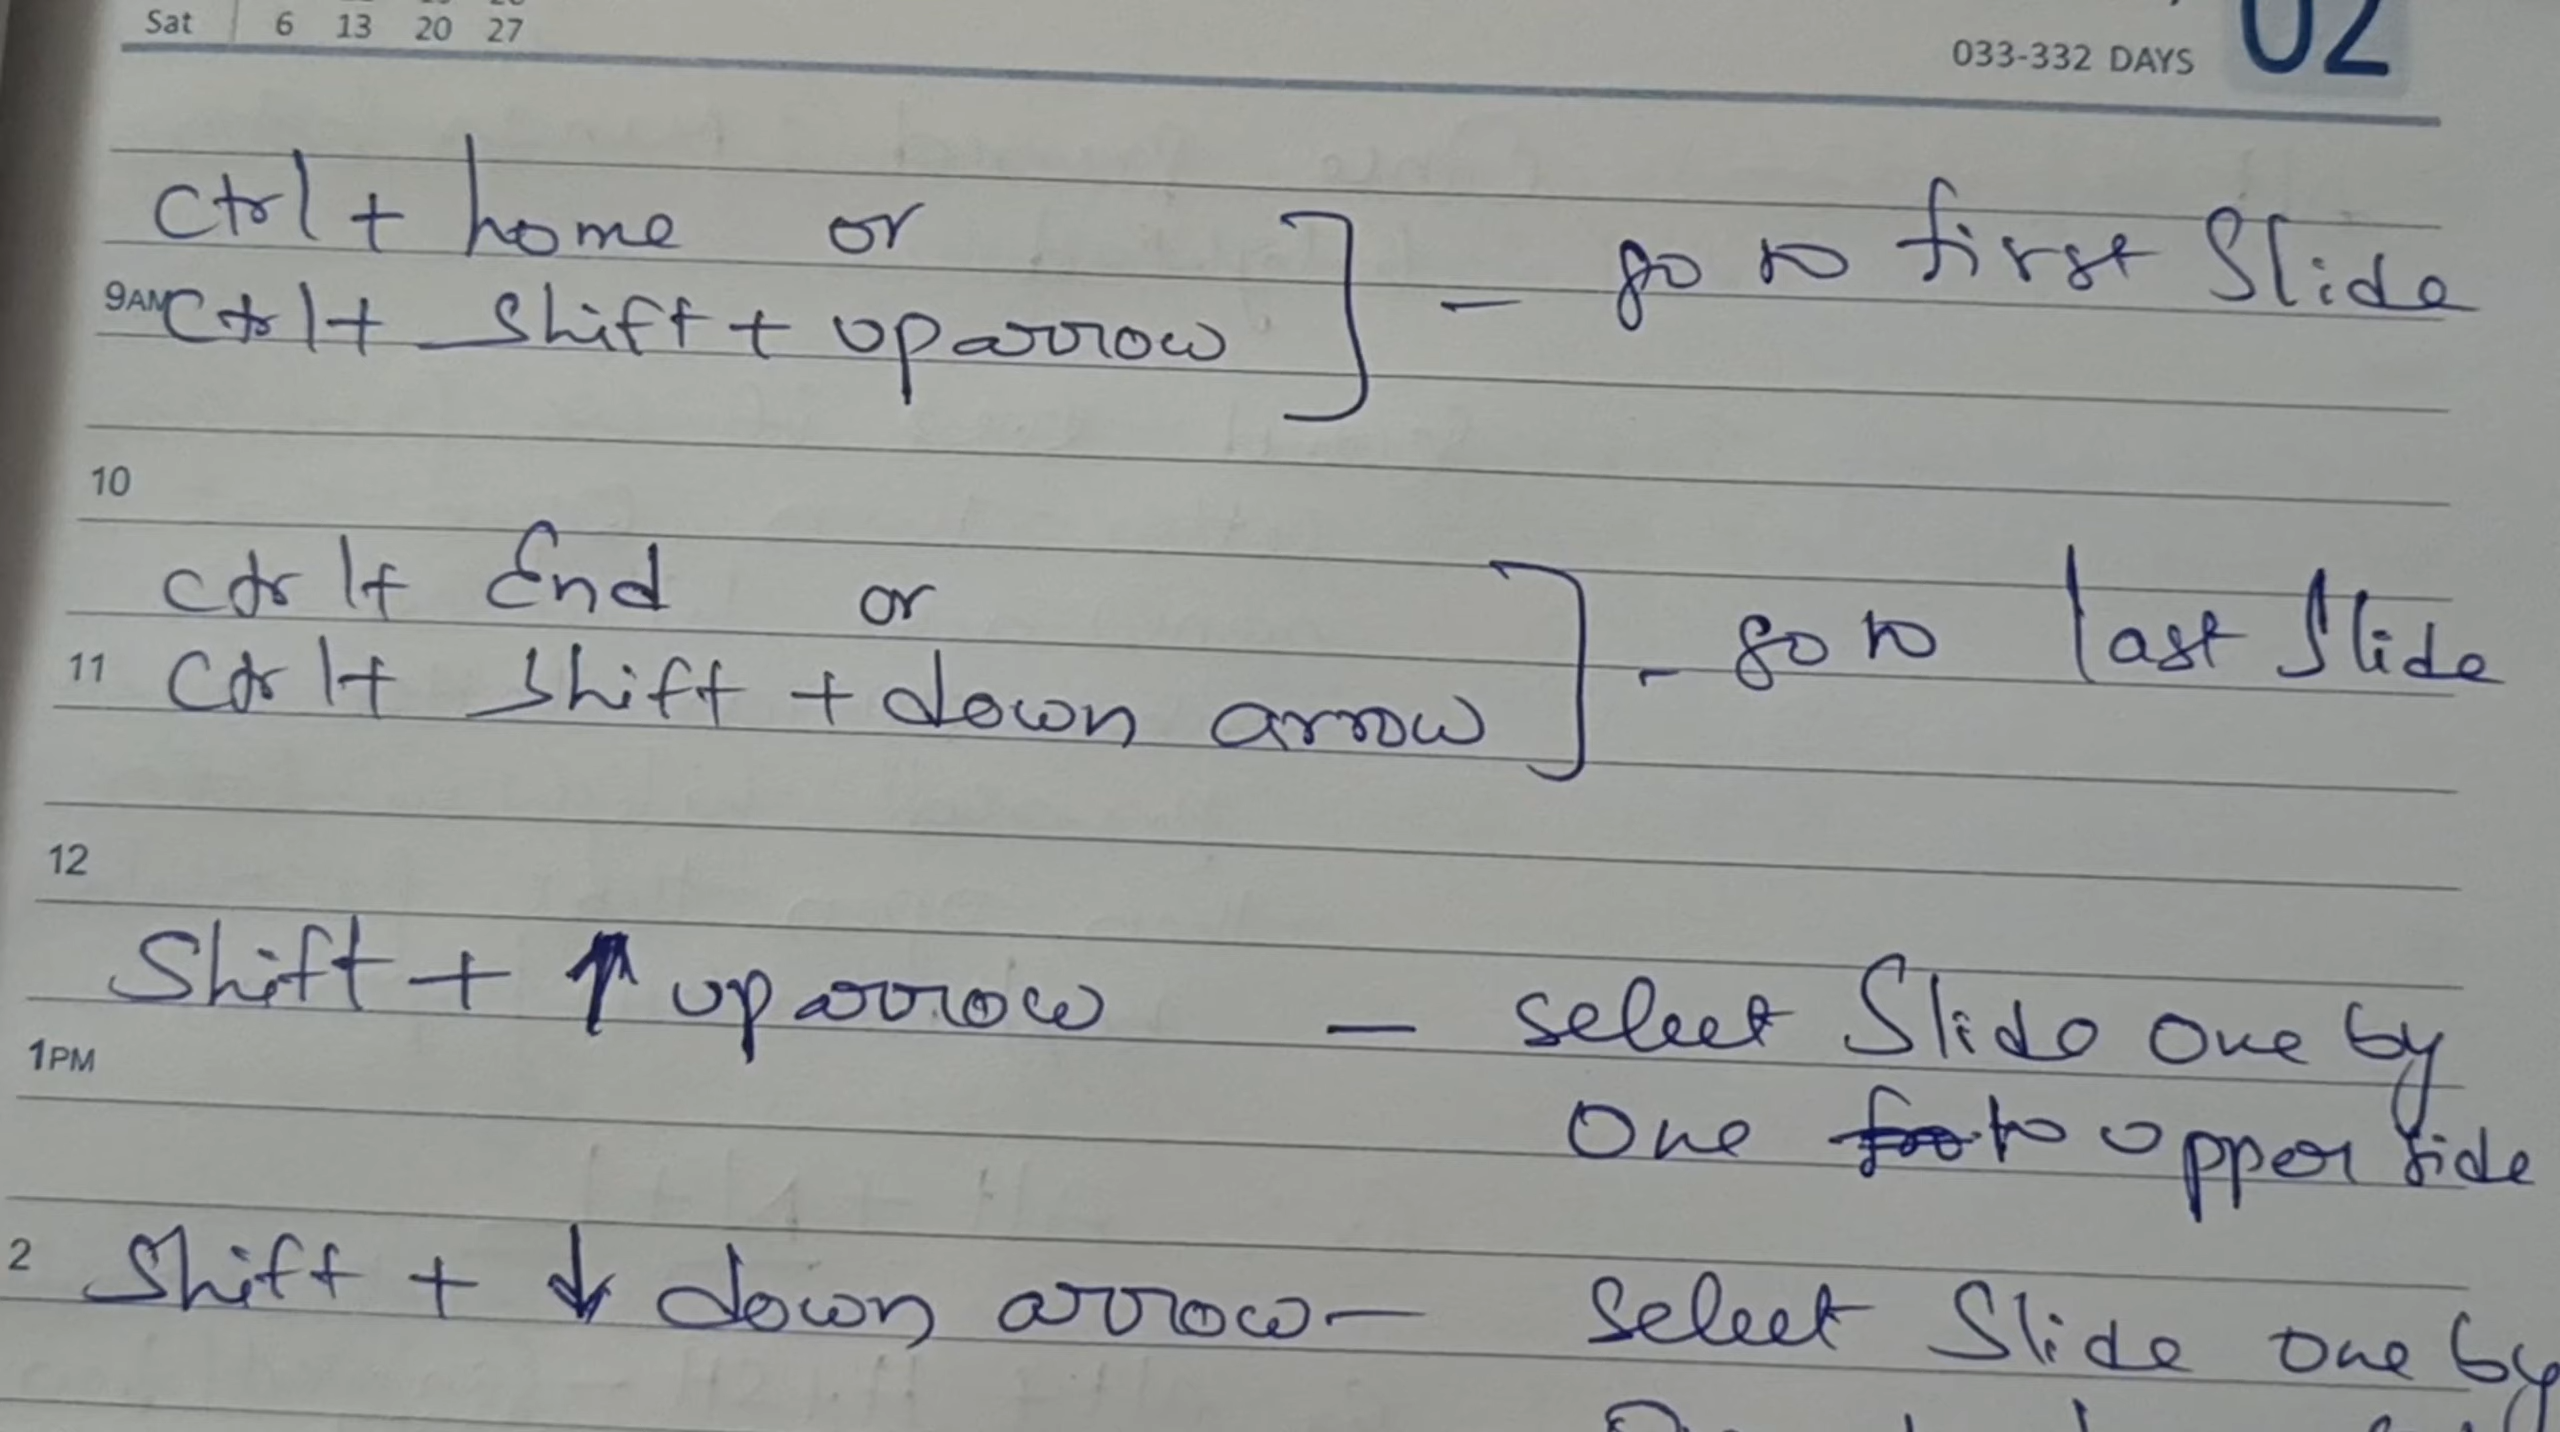 Sat 6 13 20 27
033-332 DAYS 02
Ctrl + home or
9AM Ctrl + Shift + up arrow ] – go to first Slide
10
Ctrl + End or
11 Ctrl + Shift + down arrow ] - go to last Slide
12
Shift + ↑ up arrow — select Slide one by
1PM
One to upper side
2 Shift + ↓ down arrow — Select Slide one by